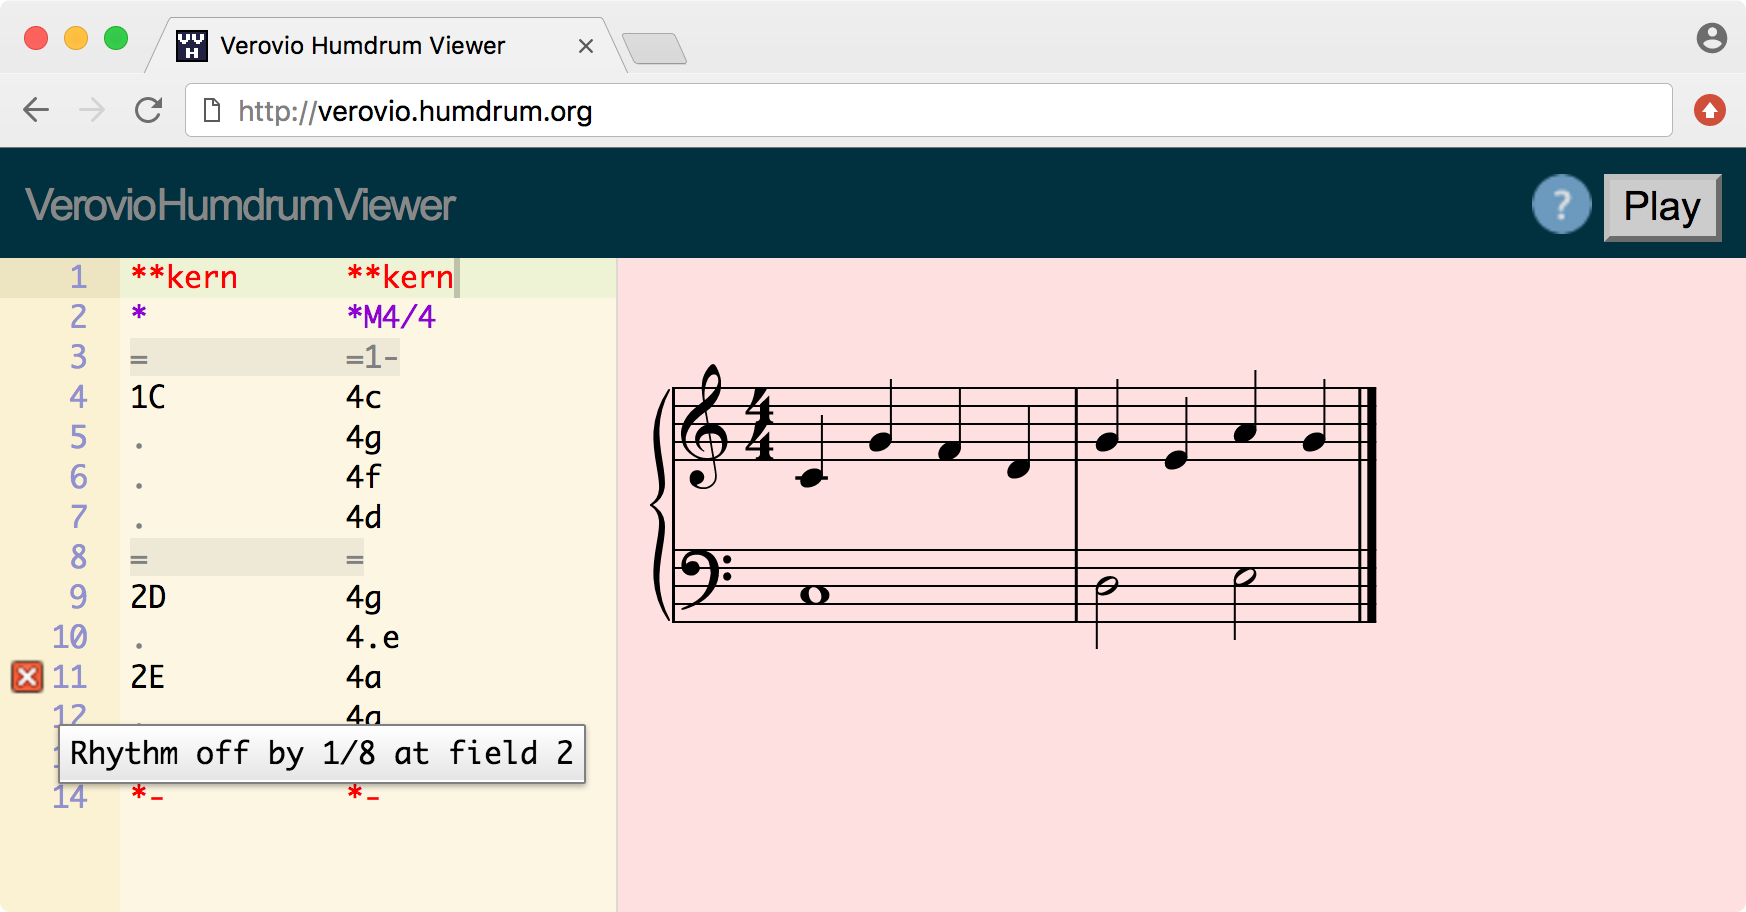 Verovio Humdrum Viewer
http://verovio.humdrum.org
VerovioHumdrumViewer
?
Play
1 **kern **kern
2 * *M4/4
3 = =1-
4 1C 4c
5 . 4g
6 . 4f
7 . 4d
8 = =
9 2D 4g
10 . 4.e
11 2E 4a
12 . 4g
Rhythm off by 1/8 at field 2
14 *- *-
4
4